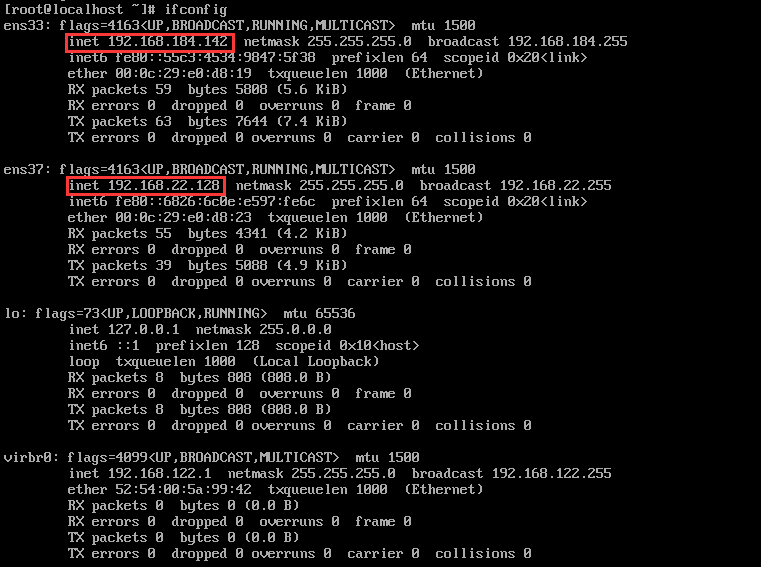 [root@localhost ~]# ifconfig
ens33: flags=4163<UP,BROADCAST,RUNNING,MULTICAST>  mtu 1500
        inet 192.168.184.142  netmask 255.255.255.0  broadcast 192.168.184.255
        inet6 fe80::55c3:4534:9847:5f38  prefixlen 64  scopeid 0x20<link>
        ether 00:0c:29:e0:d8:19  txqueuelen 1000  (Ethernet)
        RX packets 59  bytes 5808 (5.6 KiB)
        RX errors 0  dropped 0  overruns 0  frame 0
        TX packets 63  bytes 7644 (7.4 KiB)
        TX errors 0  dropped 0 overruns 0  carrier 0  collisions 0

ens37: flags=4163<UP,BROADCAST,RUNNING,MULTICAST>  mtu 1500
        inet 192.168.22.128  netmask 255.255.255.0  broadcast 192.168.22.255
        inet6 fe80::6826:6c0e:e597:fe6c  prefixlen 64  scopeid 0x20<link>
        ether 00:0c:29:e0:d8:23  txqueuelen 1000  (Ethernet)
        RX packets 55  bytes 4341 (4.2 KiB)
        RX errors 0  dropped 0  overruns 0  frame 0
        TX packets 39  bytes 5088 (4.9 KiB)
        TX errors 0  dropped 0 overruns 0  carrier 0  collisions 0

lo: flags=73<UP,LOOPBACK,RUNNING>  mtu 65536
        inet 127.0.0.1  netmask 255.0.0.0
        inet6 ::1  prefixlen 128  scopeid 0x10<host>
        loop  txqueuelen 1000  (Local Loopback)
        RX packets 8  bytes 808 (808.0 B)
        RX errors 0  dropped 0  overruns 0  frame 0
        TX packets 8  bytes 808 (808.0 B)
        TX errors 0  dropped 0 overruns 0  carrier 0  collisions 0

virbr0: flags=4099<UP,BROADCAST,MULTICAST>  mtu 1500
        inet 192.168.122.1  netmask 255.255.255.0  broadcast 192.168.122.255
        ether 52:54:00:5a:99:42  txqueuelen 1000  (Ethernet)
        RX packets 0  bytes 0 (0.0 B)
        RX errors 0  dropped 0  overruns 0  frame 0
        TX packets 0  bytes 0 (0.0 B)
        TX errors 0  dropped 0 overruns 0  carrier 0  collisions 0